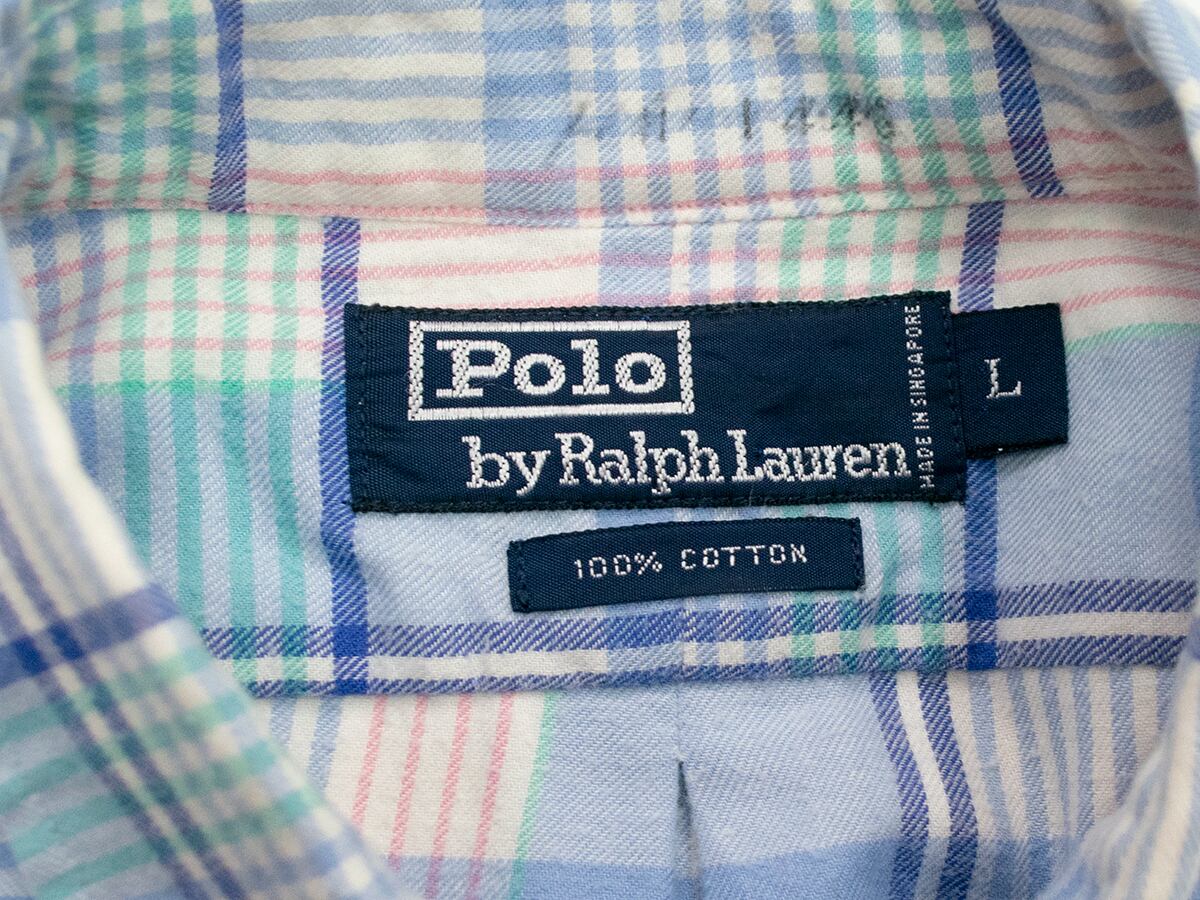 Polo
by Ralph Lauren
MADE IN SINGAPORE
L
100% COTTON